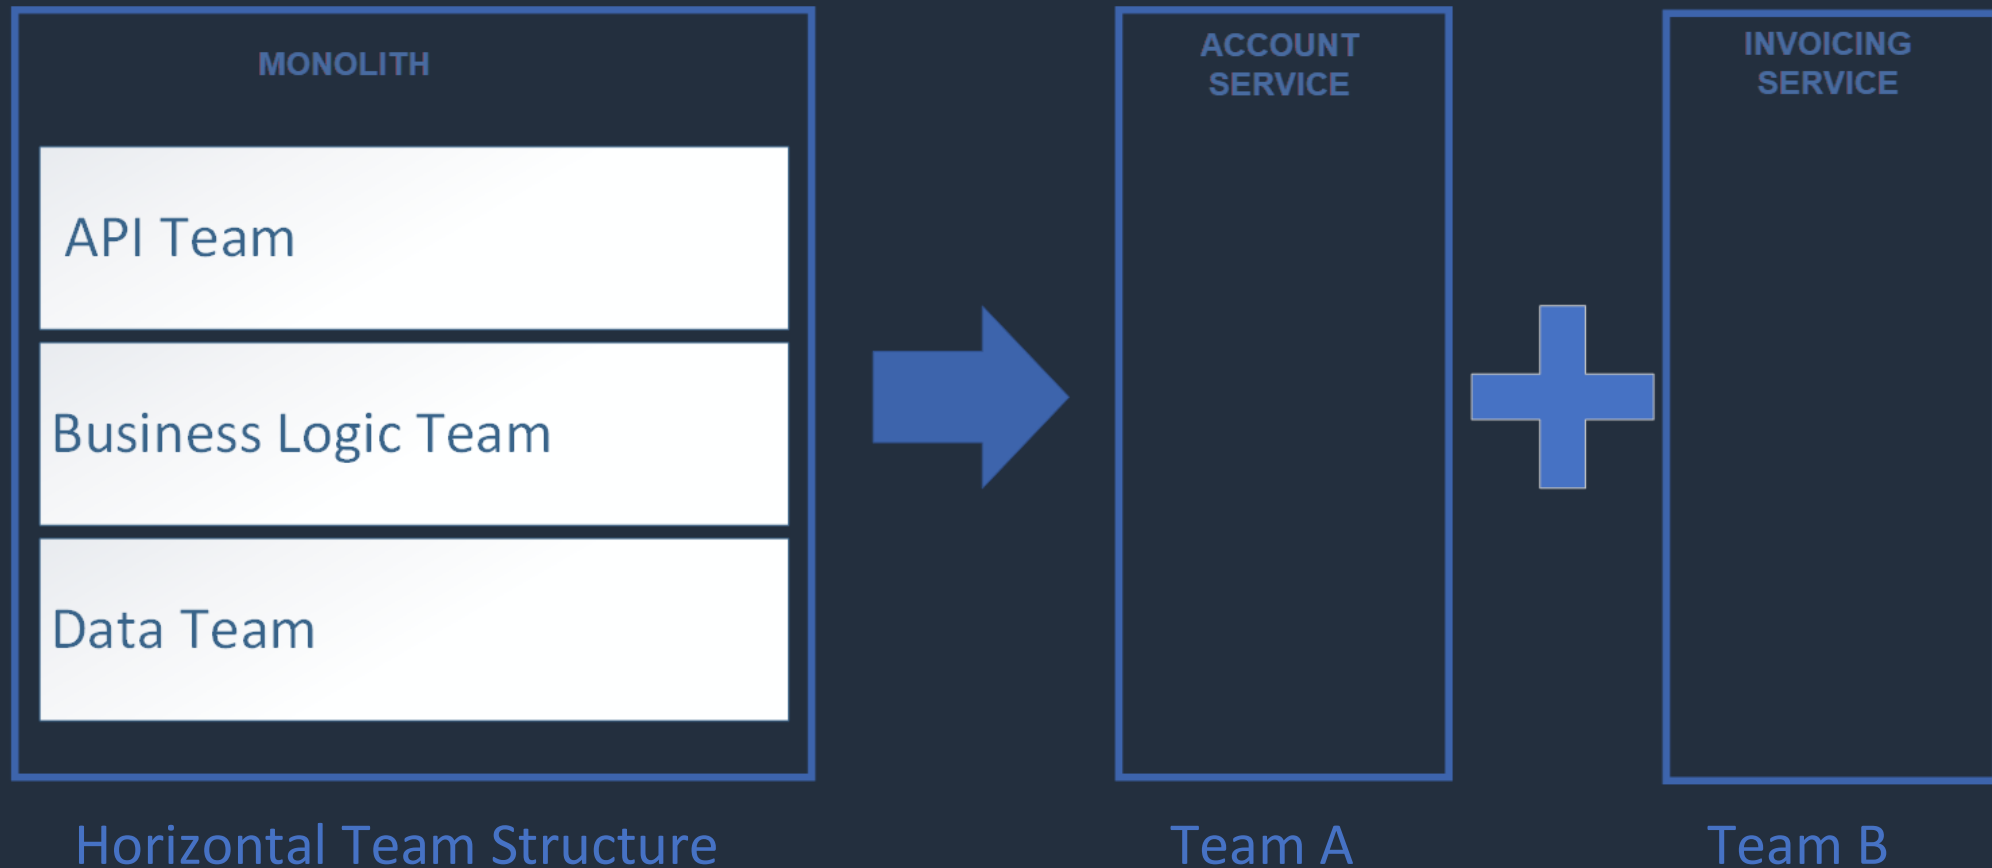 MONOLITH
API Team
Business Logic Team
Data Team
Horizontal Team Structure
ACCOUNT
SERVICE
Team A
INVOICING
SERVICE
Team B